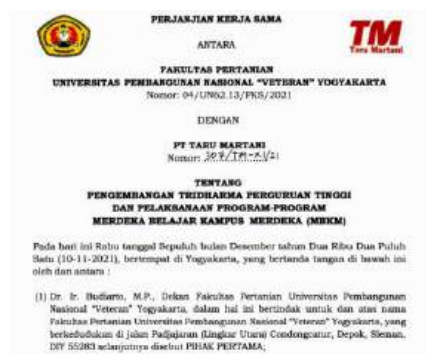 PERJANJIAN KERJA SAMA
TM
Taru Martani
ANTARA
FAKULTAS PERTANIAN
UNIVERSITAS PEMBANGUNAN NASIONAL "VETERAN" YOGYAKARTA
Nomor: 04/UN62.13/PKS/2021
DENGAN
PT TARU MARTANI
Nomor:
TENTANG
PENGEMBANGAN TRIDHARMA PERGURUAN TINGGI
DAN PELAKSANAAN PROGRAM-PROGRAM
MERDEKA BELAJAR KAMPUS MERDEKA (MBKM)
Pada hari ini Rabu tanggal Sepuluh bulan Desember tahun Dua Ribu Dua Puluh
Satu (10-11-2021), bertempat di Yogyakarta, yang bertanda tangan di bawah ini
oleh dan antara :
(1) Dr. Ir. Budiarto, M.P., Dekan Fakultas Pertanian Universitas Pembangunan
Nasional "Veteran" Yogyakarta, dalam hal ini bertindak untuk dan atas nama
Fakultas Pertanian Universitas Pembangunan Nasional "Veteran" Yogyakarta, yang
berkedudukan di jalan Padjajaran (Lingkar Utara) Condongcatur, Depok, Sleman,
DIY 55283 selanjutnya disebut PIHAK PERTAMA;